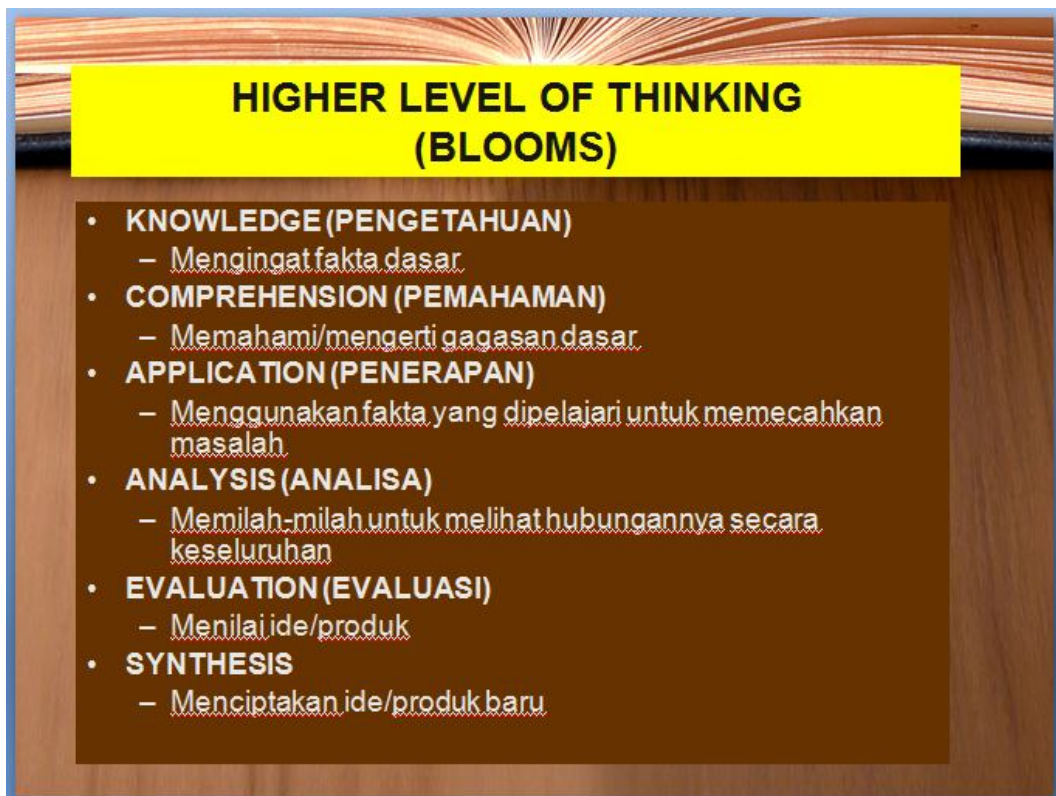 HIGHER LEVEL OF THINKING
(BLOOMS)
• KNOWLEDGE (PENGETAHUAN)
– Mengingat fakta dasar
• COMPREHENSION (PEMAHAMAN)
– Memahami/mengerti gagasan dasar
• APPLICATION (PENERAPAN)
– Menggunakan fakta yang dipelajari untuk memecahkan
masalah
• ANALYSIS (ANALISA)
– Memilah-milah untuk melihat hubungannya secara
keseluruhan
• EVALUATION (EVALUASI)
– Menilai ide/produk
• SYNTHESIS
– Menciptakan ide/produk baru